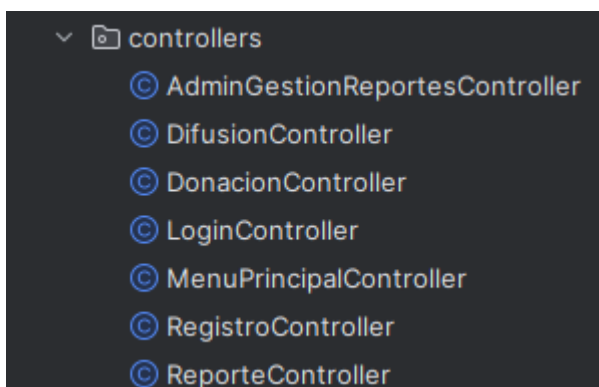 controllers
AdminGestionReportesController
DifusionController
DonacionController
LoginController
MenuPrincipalController
RegistroController
ReporteController